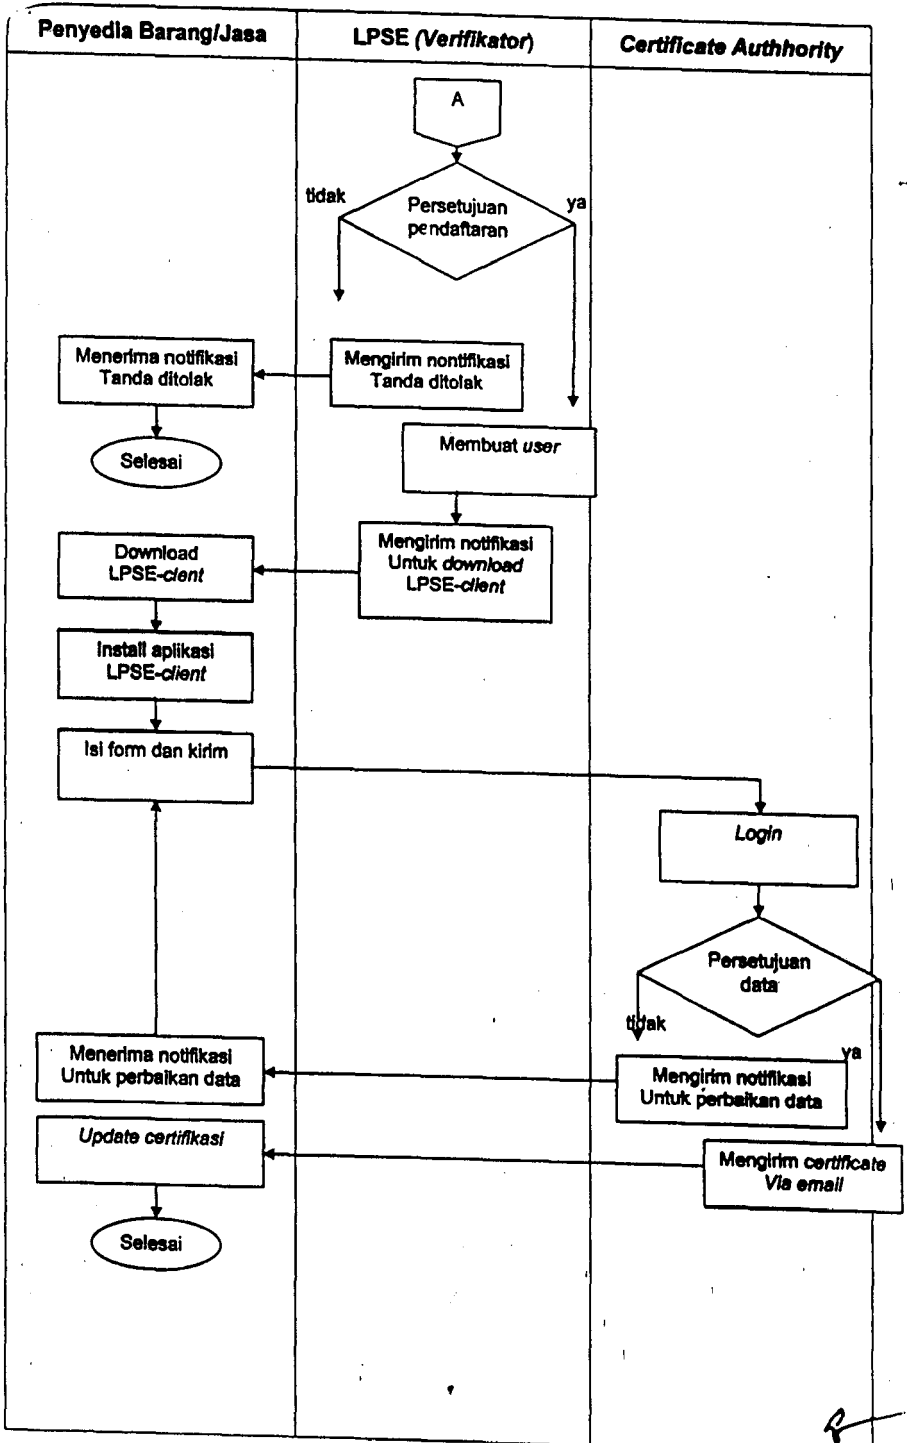 Penyedia Barang/Jasa
LPSE (Verifikator)
Certificate Authhority
A
tidak
Persetujuan
pendaftaran
ya
Menerima notifikasi
Tanda ditolak
Mengirim nontifikasi
Tanda ditolak
Selesai
Membuat user
Mengirim notifikasi
Untuk download
LPSE-client
Download
LPSE-cient
Install aplikasi
LPSE-client
Isi form dan kirim
Login
Persetujuan
data
tidak
ya
Menerima notifikasi
Untuk perbaikan data
Mengirim notifikasi
Untuk perbaikan data
Update certifikasi
Mengirim certificate
Via email
Selesai